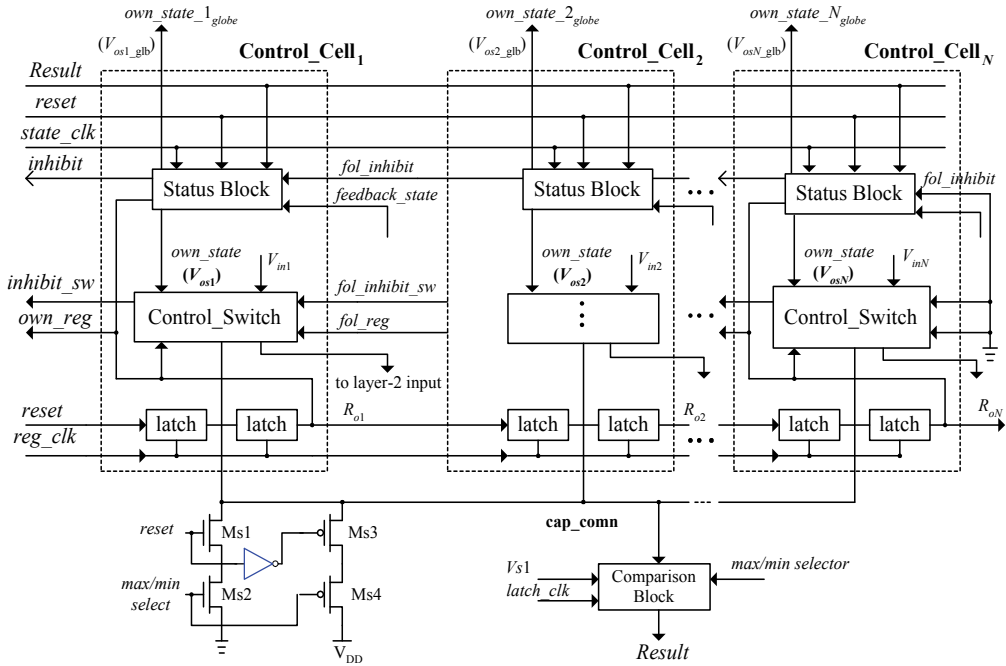 own_state_1globe
own_state_2globe
own_state_Nglobe
(Vos1_glb)
(Vos2_glb)
(VosN_glb)
Control_Cell1
Control_Cell2
Control_CellN
Result
reset
state_clk
inhibit
Status Block
fol_inhibit
feedback_state
Status Block
Status Block
fol_inhibit
own_state
(Vos1)
Vin1
own_state
(Vos2)
Vin2
own_state
(VosN)
VinN
inhibit_sw
own_reg
Control_Switch
fol_inhibit_sw
fol_reg
Control_Switch
to layer-2 input
reset
reg_clk
latch
latch
Ro1
latch
latch
Ro2
latch
latch
RoN
cap_comn
reset
Ms1
Ms3
max/min
select
Ms2
Ms4
VDD
Vs1
latch_clk
Comparison
Block
max/min selector
Result